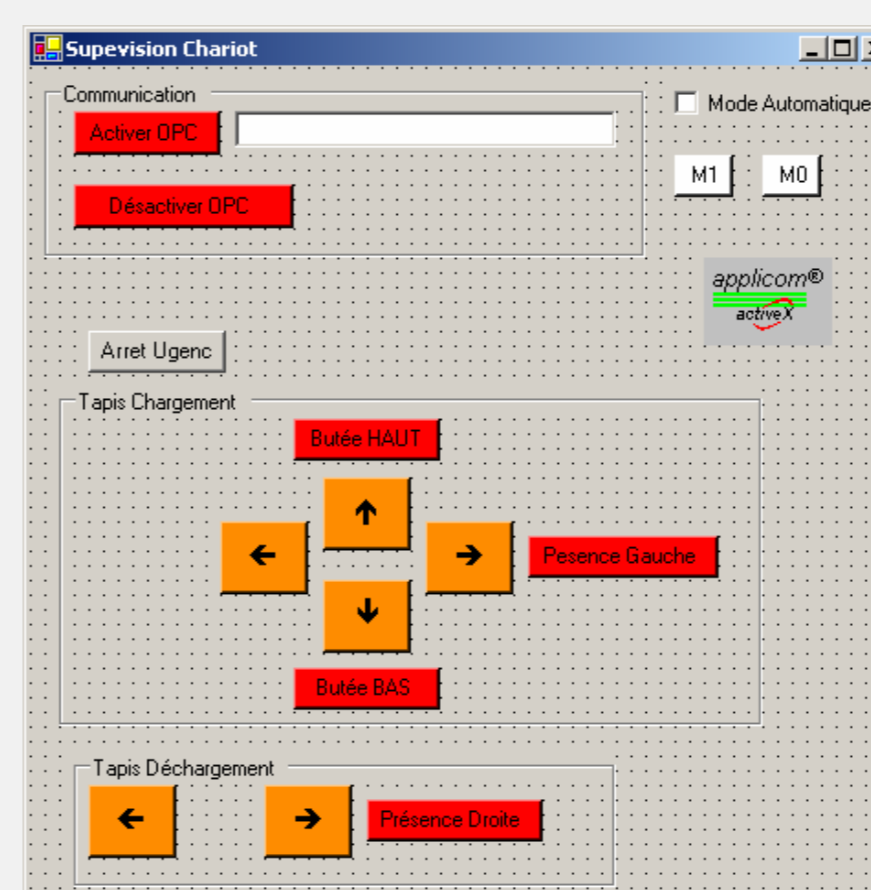 Supevision Chariot
Communication
Mode Automatique
Activer OPC
M1 M0
Désactiver OPC
applicom®
activeX
Arret Ugenc
Tapis Chargement
Butée HAUT
Pesence Gauche
Butée BAS
Tapis Déchargement
Présence Droite